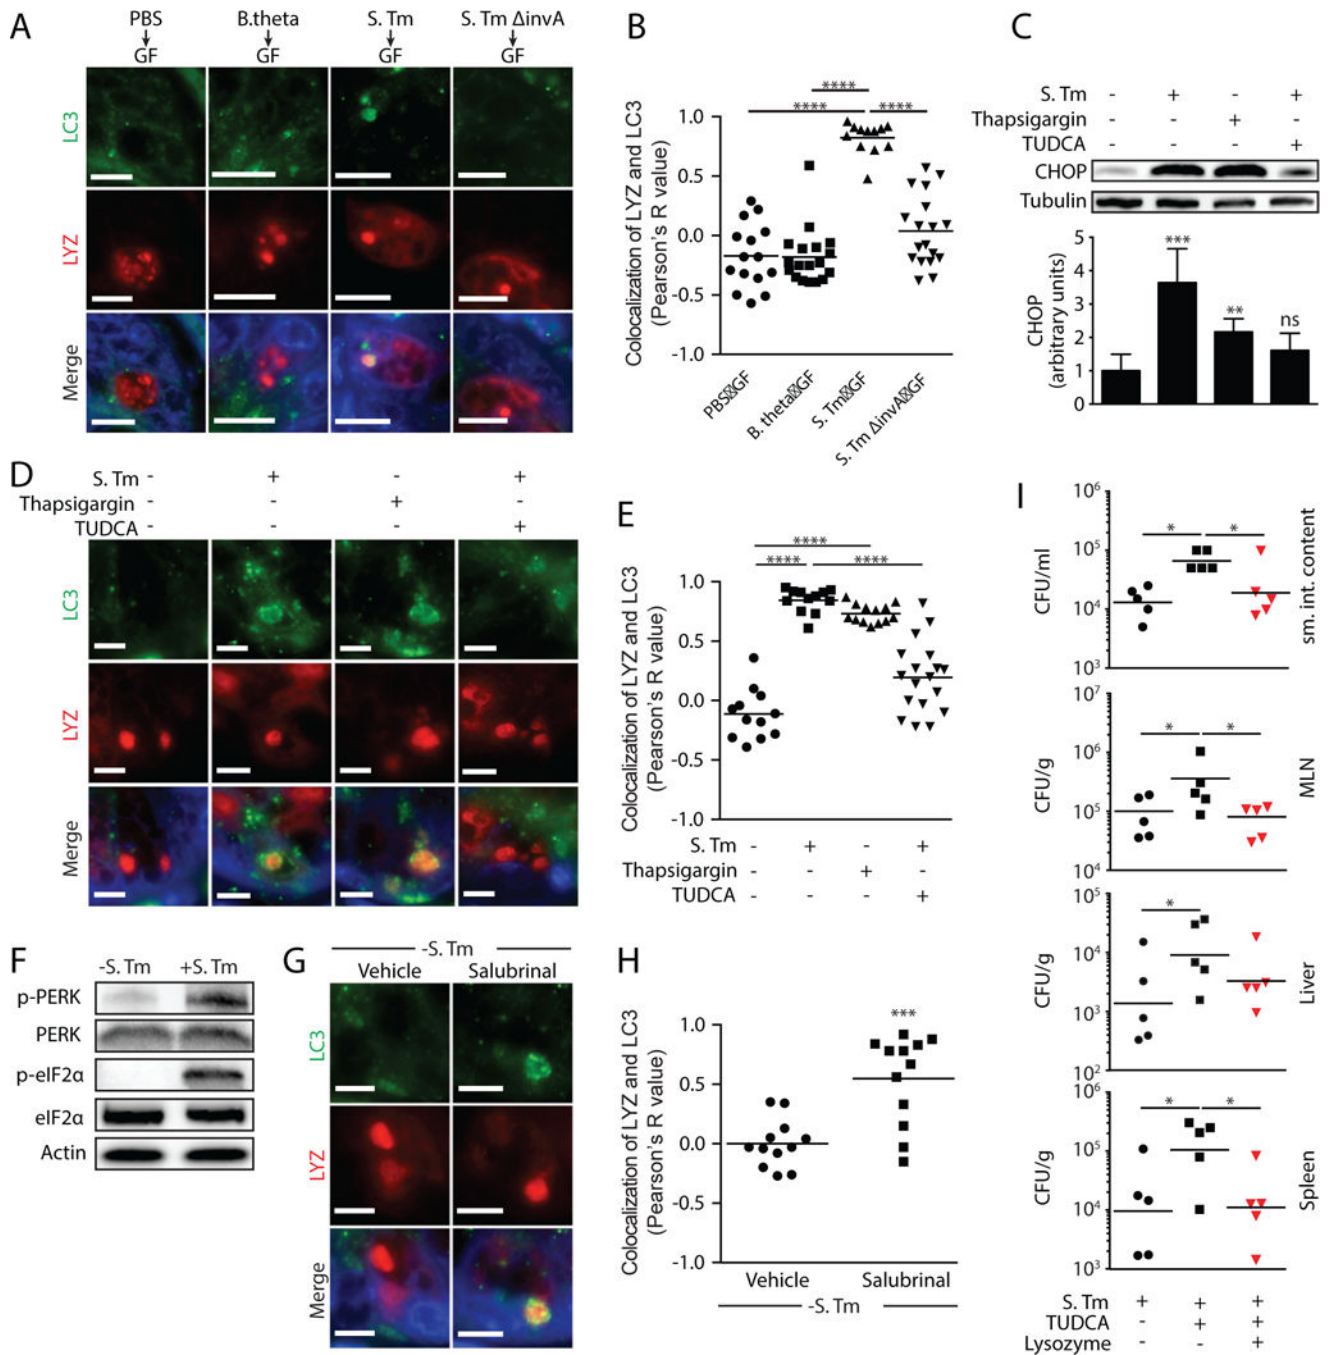 A
PBS B.theta S. Tm S. Tm ΔinvA
GF GF GF GF
LC3
LYZ
Merge
B
**** 
**** ****
Colocalization of LYZ and LC3
(Pearson's R value)
1.0
0.5
0.0
-0.5
-1.0
PBS GF
B. theta GF
S. Tm GF
S. Tm ΔinvA GF
C
S. Tm - + - +
Thapsigargin - - + -
TUDCA - - - +
CHOP
Tubulin
CHOP
(arbitrary units)
5
4
3
2
1
0
***
**
ns
D
S. Tm - + - +
Thapsigargin - - + -
TUDCA - - - +
LC3
LYZ
Merge
E
****
**** ****
Colocalization of LYZ and LC3
(Pearson's R value)
1.0
0.5
0.0
-0.5
-1.0
S. Tm - + - +
Thapsigargin - - + -
TUDCA - - - +
F
-S. Tm +S. Tm
p-PERK
PERK
p-eIF2α
eIF2α
Actin
G
-S. Tm
Vehicle Salubrinal
LC3
LYZ
Merge
H
***
Colocalization of LYZ and LC3
(Pearson's R value)
1.0
0.5
0.0
-0.5
-1.0
Vehicle Salubrinal
-S. Tm
I
CFU/ml
10⁶
10⁵
10⁴
10³
* *
sm. int. content
CFU/g
10⁷
10⁶
10⁵
10⁴
* *
MLN
CFU/g
10⁵
10⁴
10³
10²
*
Liver
CFU/g
10⁶
10⁵
10⁴
10³
* *
Spleen
S. Tm + + +
TUDCA - + +
Lysozyme - - +